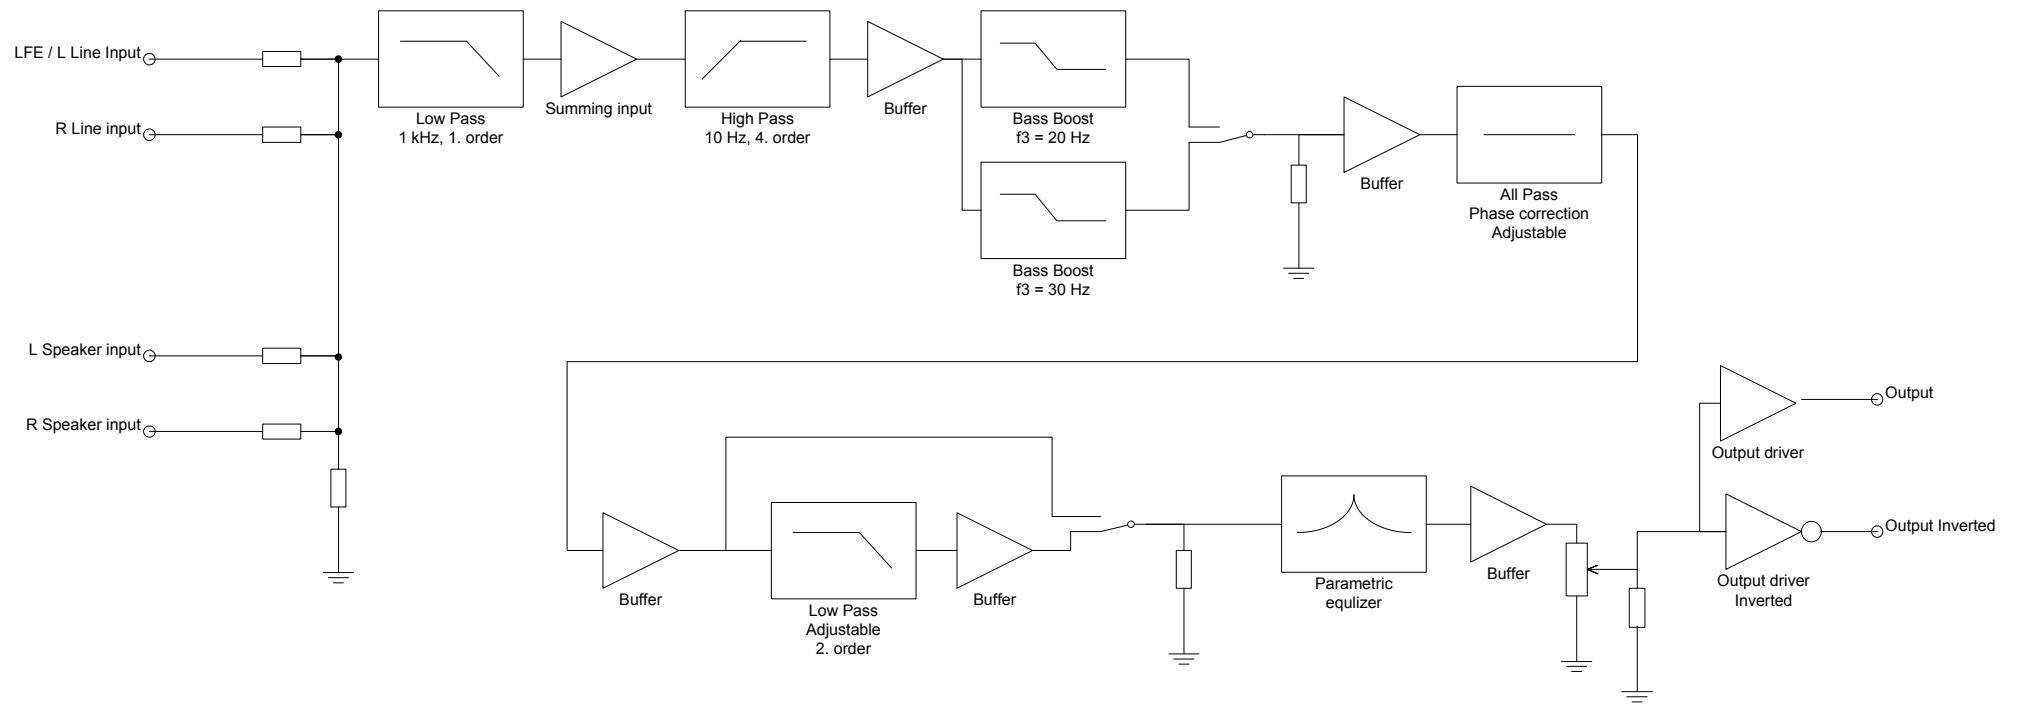 LFE / L Line Input
R Line input
L Speaker input
R Speaker input
Low Pass
1 kHz, 1. order
Summing input
High Pass
10 Hz, 4. order
Buffer
Bass Boost
f3 = 20 Hz
Bass Boost
f3 = 30 Hz
Buffer
All Pass
Phase correction
Adjustable
Buffer
Low Pass
Adjustable
2. order
Buffer
Parametric
equlizer
Buffer
Output driver
Output
Output driver
Inverted
Output Inverted